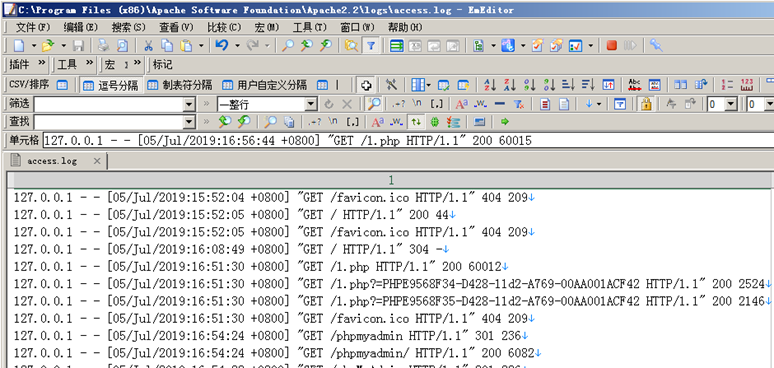 C:\Program Files (x86)\Apache Software Foundation\Apache2.2\logs\access.log - EmEditor
文件(F) 编辑(E) 搜索(S) 查看(V) 比较(C) 宏(M) 工具(T) 窗口(W) 帮助(H)
插件 » 工具 » 宏 1 » 标记
CSV/排序 逗号分隔 制表符分隔 用户自定义分隔
筛选 » 一整行
查找 »
单元格 127.0.0.1 - - [05/Jul/2019:16:56:44 +0800] "GET /1.php HTTP/1.1" 200 60015
access.log ×
1
127.0.0.1 - - [05/Jul/2019:15:52:04 +0800] "GET /favicon.ico HTTP/1.1" 404 209↓
127.0.0.1 - - [05/Jul/2019:15:52:05 +0800] "GET / HTTP/1.1" 200 44↓
127.0.0.1 - - [05/Jul/2019:15:52:05 +0800] "GET /favicon.ico HTTP/1.1" 404 209↓
127.0.0.1 - - [05/Jul/2019:16:08:49 +0800] "GET / HTTP/1.1" 304 -↓
127.0.0.1 - - [05/Jul/2019:16:51:30 +0800] "GET /1.php HTTP/1.1" 200 60012↓
127.0.0.1 - - [05/Jul/2019:16:51:30 +0800] "GET /1.php?=PHPE9568F34-D428-11d2-A769-00AA001ACF42 HTTP/1.1" 200 2524↓
127.0.0.1 - - [05/Jul/2019:16:51:30 +0800] "GET /1.php?=PHPE9568F35-D428-11d2-A769-00AA001ACF42 HTTP/1.1" 200 2146↓
127.0.0.1 - - [05/Jul/2019:16:51:30 +0800] "GET /favicon.ico HTTP/1.1" 404 209↓
127.0.0.1 - - [05/Jul/2019:16:54:24 +0800] "GET /phpmyadmin HTTP/1.1" 301 236↓
127.0.0.1 - - [05/Jul/2019:16:54:24 +0800] "GET /phpmyadmin/ HTTP/1.1" 200 6082↓